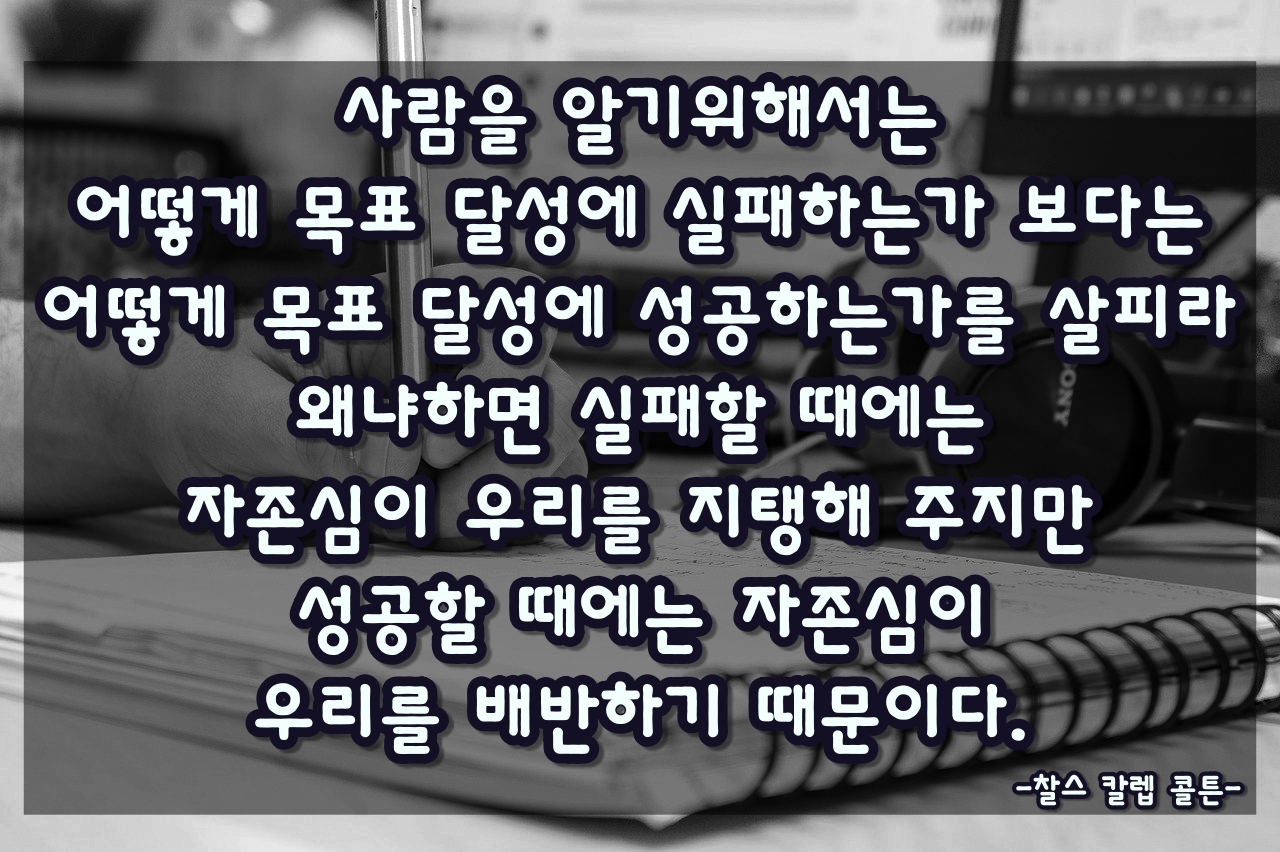 사람을 알기위해서는
어떻게 목표 달성에 실패하는가 보다는
어떻게 목표 달성에 성공하는가를 살피라
왜냐하면 실패할 때에는
자존심이 우리를 지탱해 주지만
성공할 때에는 자존심이
우리를 배반하기 때문이다.
-찰스 칼렙 콜튼-
SONY